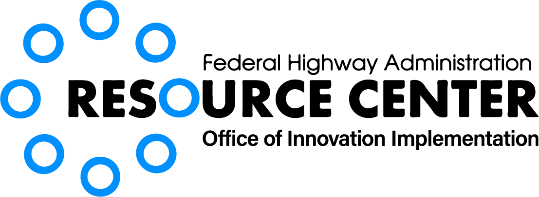 Federal Highway Administration
RESOURCE CENTER
Office of Innovation Implementation